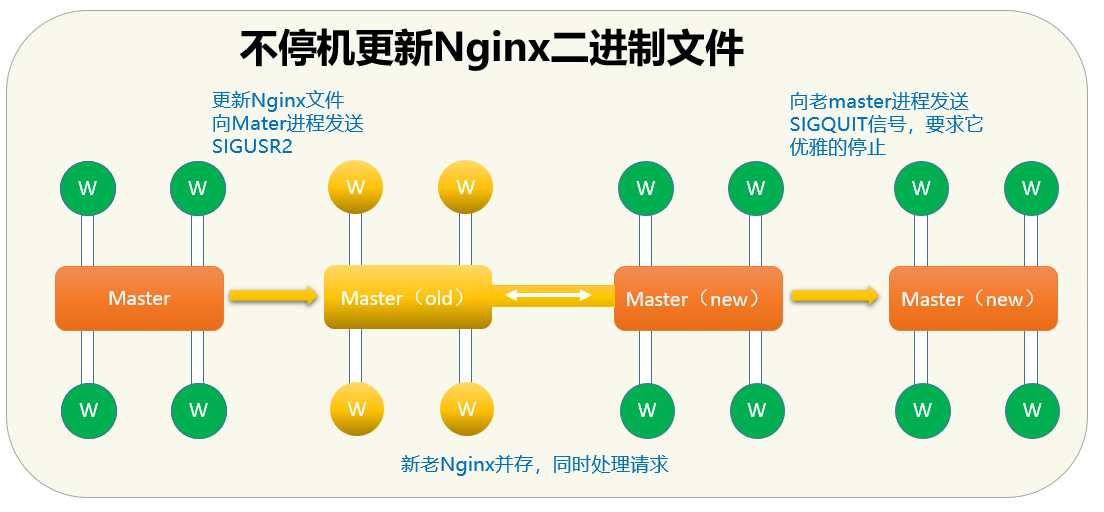 不停机更新Nginx二进制文件
更新Nginx文件
向Mater进程发送
SIGUSR2
向老master进程发送
SIGQUIT信号，要求它
优雅的停止
W W W W W W W W
Master Master（old） Master（new） Master（new）
W W W W W W W W
新老Nginx并存，同时处理请求